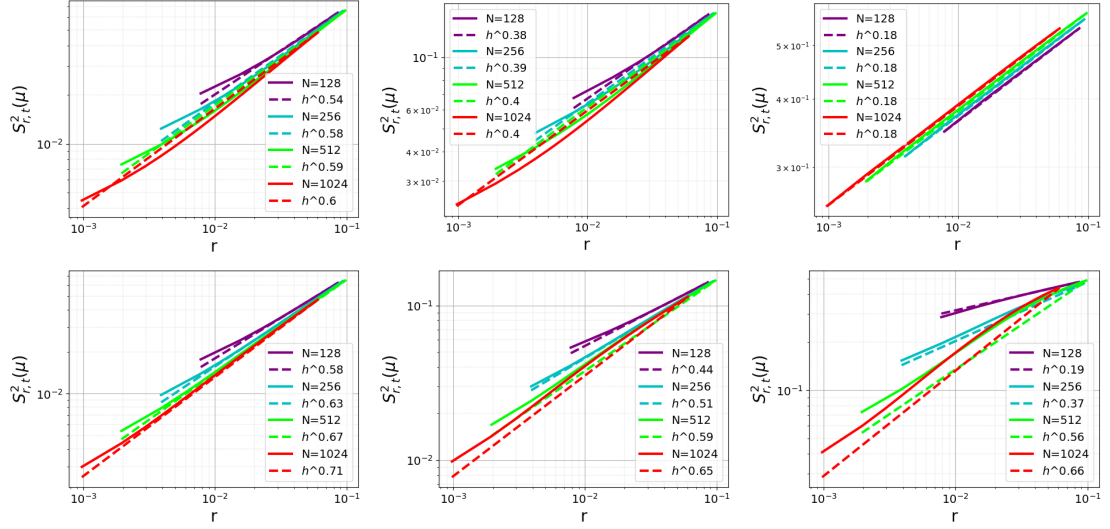 S²ᵣ,ₜ(μ)
10⁻²
N=128
h^0.54
N=256
h^0.58
N=512
h^0.59
N=1024
h^0.6
10⁻³ 10⁻² 10⁻¹
r
S²ᵣ,ₜ(μ)
10⁻¹
6 × 10⁻²
4 × 10⁻²
3 × 10⁻²
N=128
h^0.38
N=256
h^0.39
N=512
h^0.4
N=1024
h^0.4
10⁻³ 10⁻² 10⁻¹
r
S²ᵣ,ₜ(μ)
5 × 10⁻¹
4 × 10⁻¹
3 × 10⁻¹
N=128
h^0.18
N=256
h^0.18
N=512
h^0.18
N=1024
h^0.18
10⁻³ 10⁻² 10⁻¹
r
S²ᵣ,ₜ(μ)
10⁻²
N=128
h^0.58
N=256
h^0.63
N=512
h^0.67
N=1024
h^0.71
10⁻³ 10⁻² 10⁻¹
r
S²ᵣ,ₜ(μ)
10⁻¹
10⁻²
N=128
h^0.44
N=256
h^0.51
N=512
h^0.59
N=1024
h^0.65
10⁻³ 10⁻² 10⁻¹
r
S²ᵣ,ₜ(μ)
10⁻¹
N=128
h^0.19
N=256
h^0.37
N=512
h^0.56
N=1024
h^0.66
10⁻³ 10⁻² 10⁻¹
r